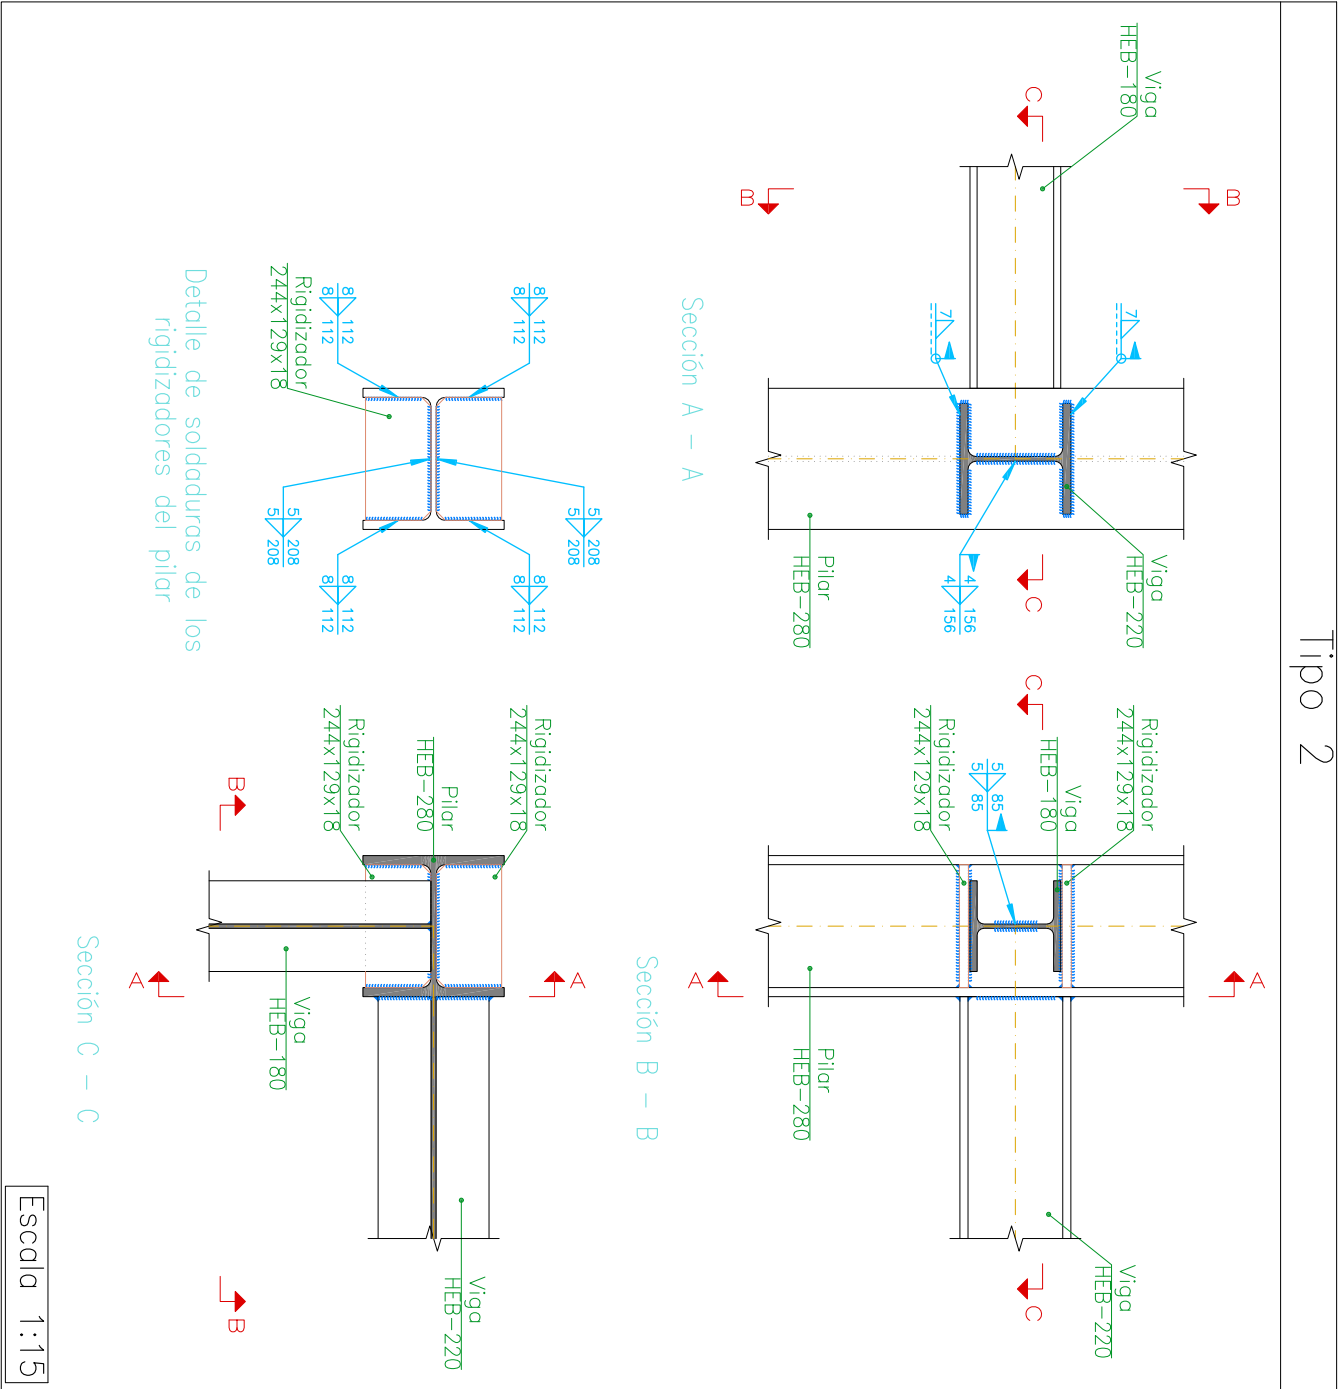 Tipo 2
Viga
HEB-180
C
B
B
7
7
Viga
HEB-220
C
4
156
4
156
Pilar
HEB-280
Sección A - A
C
Rigidizador
244x129x18
Viga
HEB-180
5
85
5
85
Rigidizador
244x129x18
A
A
Pilar
HEB-280
Viga
HEB-220
C
Sección B - B
8
112
8
112
8
112
8
112
Rigidizador
244x129x18
5
208
5
208
5
208
5
208
8
112
8
112
8
112
8
112
Detalle de soldaduras de los
rigidizadores del pilar
Rigidizador
244x129x18
Pilar
HEB-280
Rigidizador
244x129x18
B
A
A
Viga
HEB-180
Viga
HEB-220
B
Sección C - C
Escala 1:15